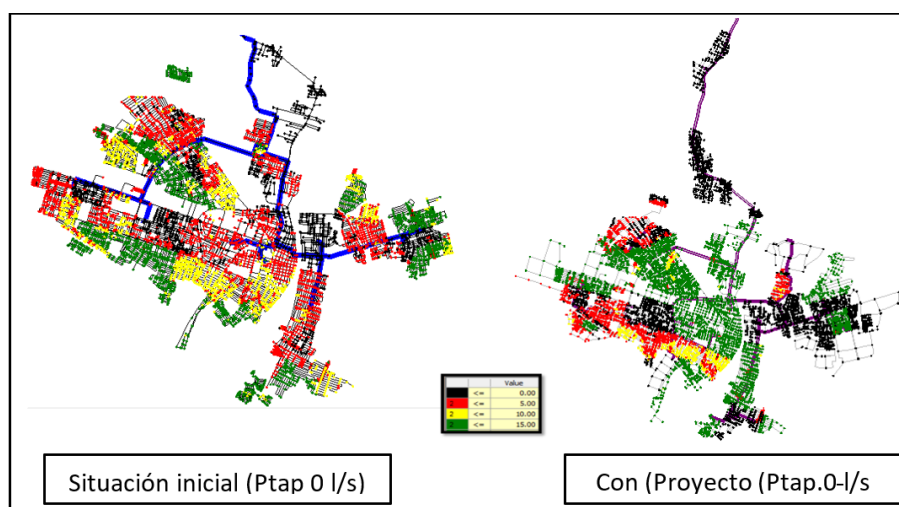 Value
<= 0.00
1 <= 5.00
2 <= 10.00
3 <= 15.00
Situación inicial (Ptap 0 l/s)
Con (Proyecto (Ptap.0-l/s